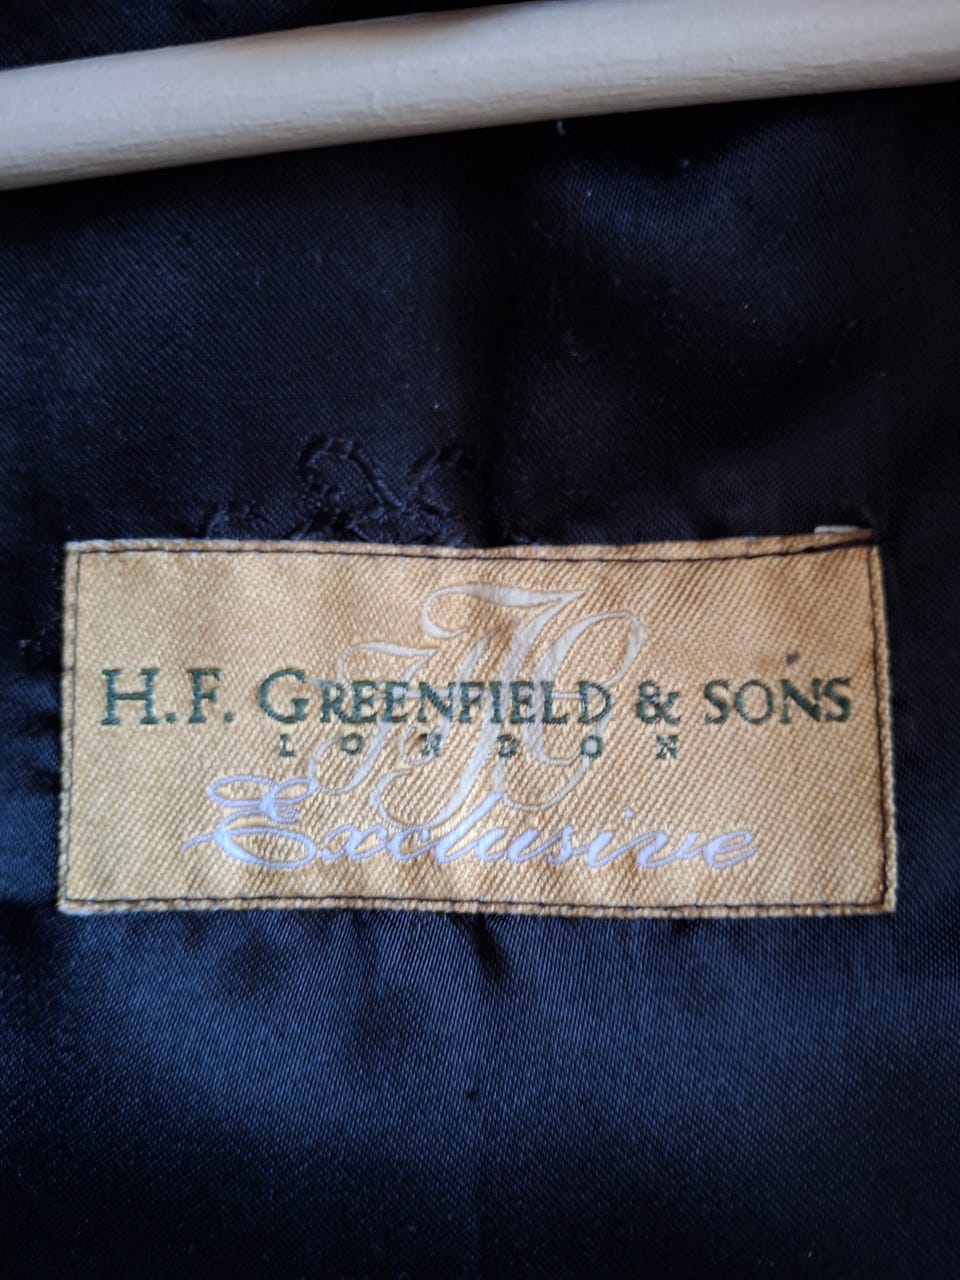 H.F. GREENFIELD & SONS
LONDON
Exclusive